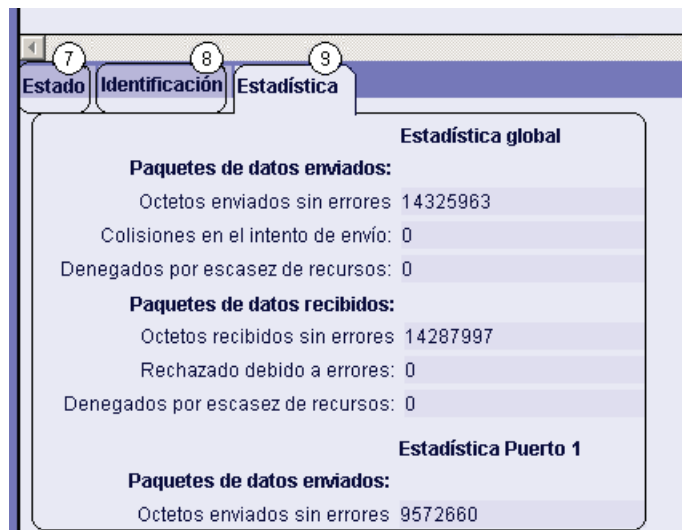 7 8 9
Estado Identificación Estadística
Estadística global
Paquetes de datos enviados:
Octetos enviados sin errores 14325963
Colisiones en el intento de envío: 0
Denegados por escasez de recursos: 0
Paquetes de datos recibidos:
Octetos recibidos sin errores 14287997
Rechazado debido a errores: 0
Denegados por escasez de recursos: 0
Estadística Puerto 1
Paquetes de datos enviados:
Octetos enviados sin errores 9572660